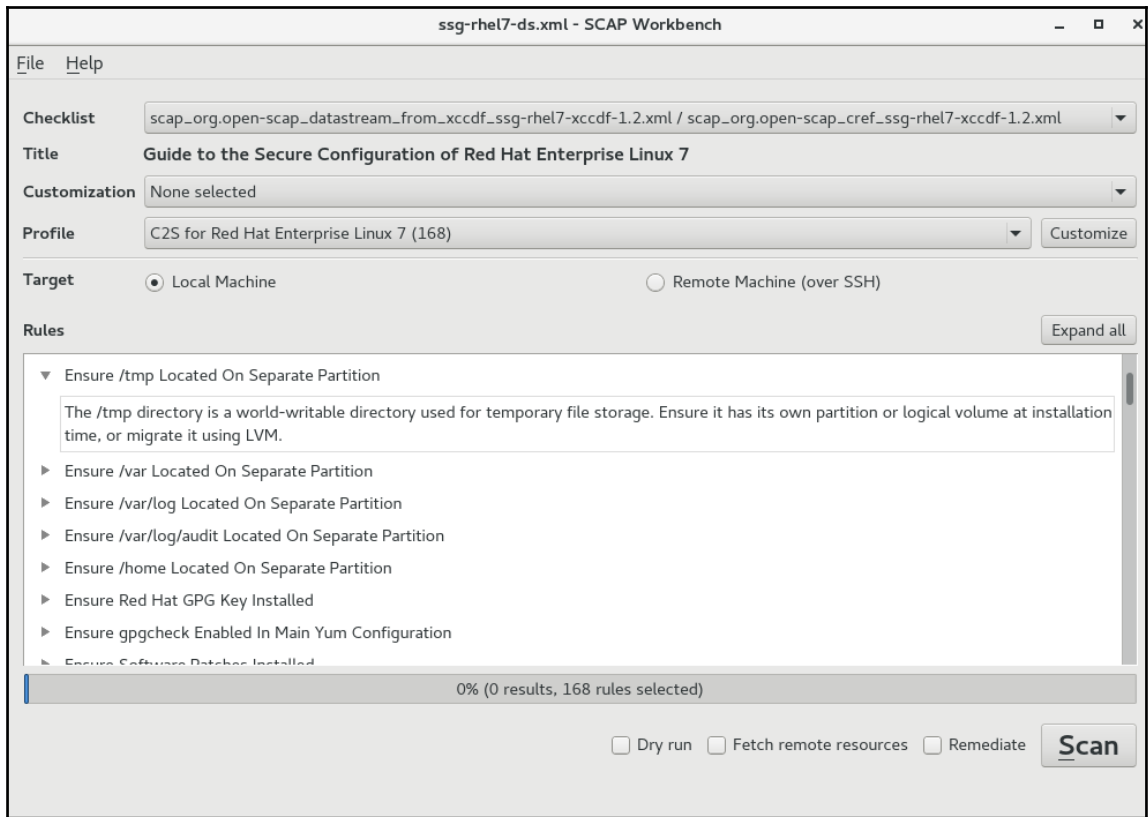 ssg-rhel7-ds.xml - SCAP Workbench
File Help
Checklist scap_org.open-scap_datastream_from_xccdf_ssg-rhel7-xccdf-1.2.xml / scap_org.open-scap_cref_ssg-rhel7-xccdf-1.2.xml
Title Guide to the Secure Configuration of Red Hat Enterprise Linux 7
Customization None selected
Profile C2S for Red Hat Enterprise Linux 7 (168) Customize
Target Local Machine Remote Machine (over SSH)
Rules Expand all
Ensure /tmp Located On Separate Partition
The /tmp directory is a world-writable directory used for temporary file storage. Ensure it has its own partition or logical volume at installation
time, or migrate it using LVM.
Ensure /var Located On Separate Partition
Ensure /var/log Located On Separate Partition
Ensure /var/log/audit Located On Separate Partition
Ensure /home Located On Separate Partition
Ensure Red Hat GPG Key Installed
Ensure gpgcheck Enabled In Main Yum Configuration
Ensure Software Patches Installed
0% (0 results, 168 rules selected)
Dry run Fetch remote resources Remediate Scan